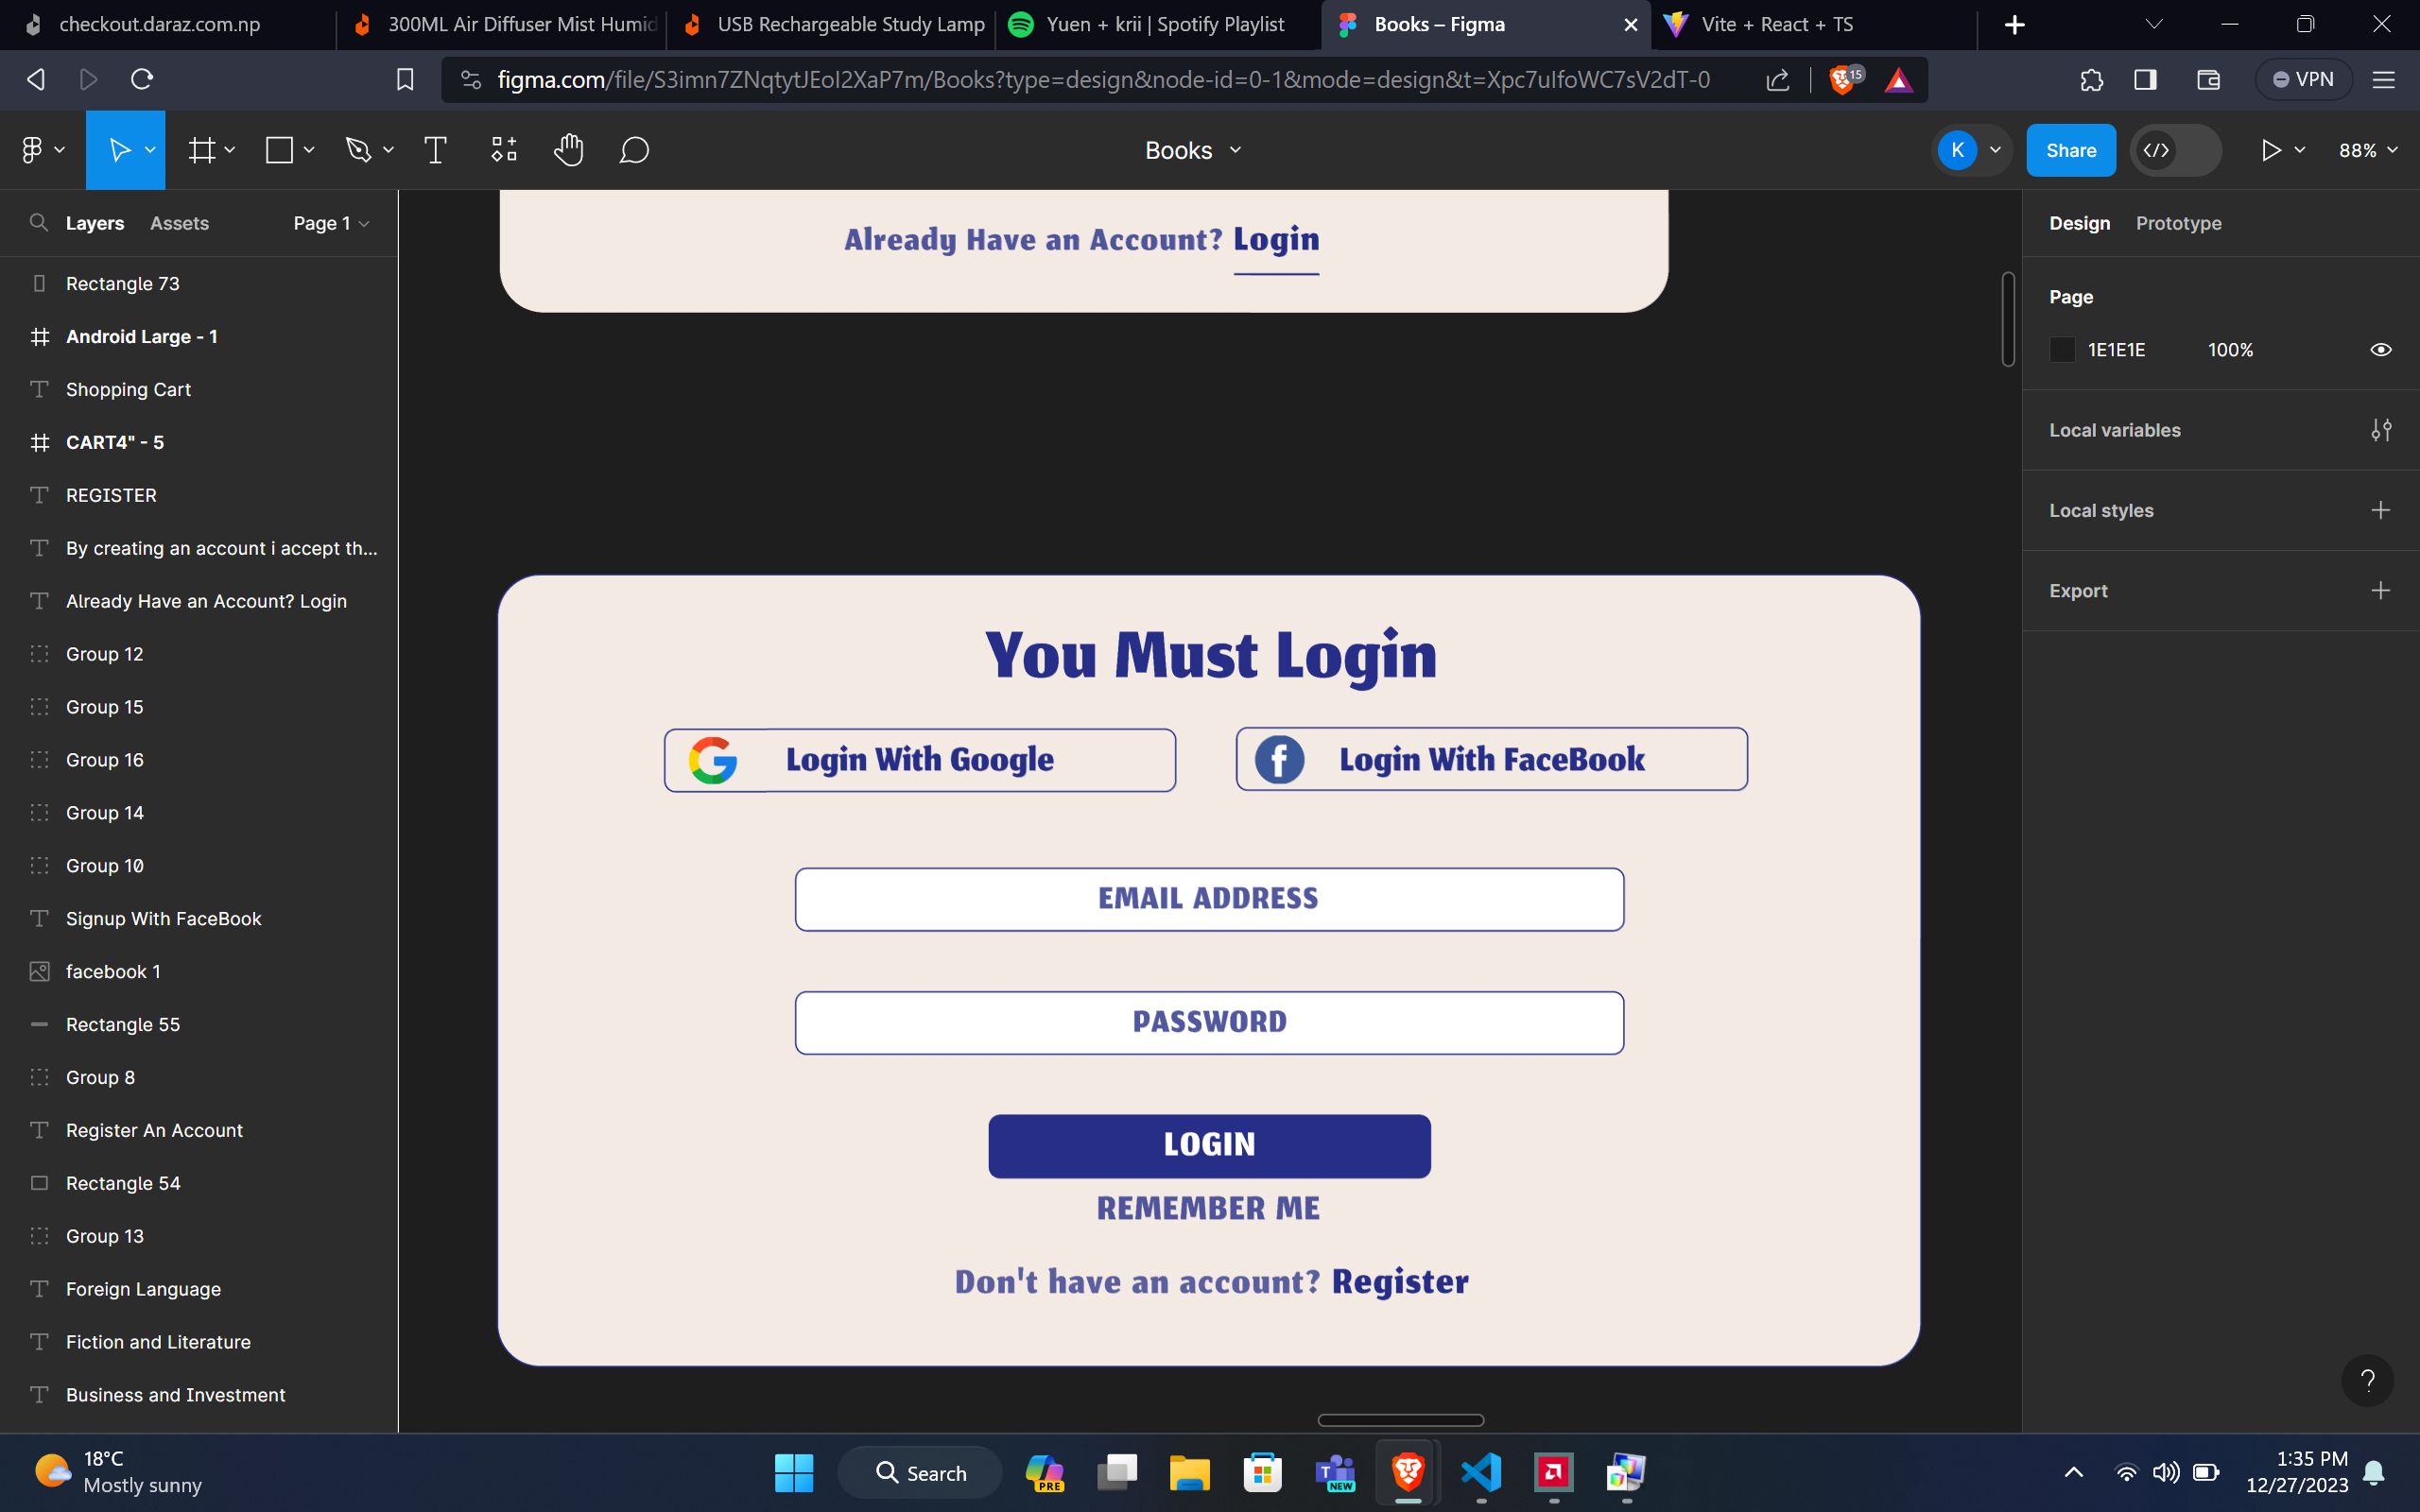 checkout.daraz.com.np
300ML Air Diffuser Mist Humid
USB Rechargeable Study Lamp
Yuen + krii | Spotify Playlist
Books – Figma
Vite + React + TS
figma.com/file/S3imn7ZNqtytJEoI2XaP7m/Books?type=design&node-id=0-1&mode=design&t=Xpc7uIfoWC7sV2dT-0
15
VPN
Books
K
Share
88%
Layers
Assets
Page 1
Rectangle 73
Android Large - 1
Shopping Cart
CART4" - 5
REGISTER
By creating an account i accept th...
Already Have an Account? Login
Group 12
Group 15
Group 16
Group 14
Group 10
Signup With FaceBook
facebook 1
Rectangle 55
Group 8
Register An Account
Rectangle 54
Group 13
Foreign Language
Fiction and Literature
Business and Investment
Already Have an Account? Login
You Must Login
Login With Google
Login With FaceBook
EMAIL ADDRESS
PASSWORD
LOGIN
REMEMBER ME
Don't have an account? Register
Design
Prototype
Page
1E1E1E
100%
Local variables
Local styles
Export
?
18°C
Mostly sunny
Search
PRE
NEW
1:35 PM
12/27/2023